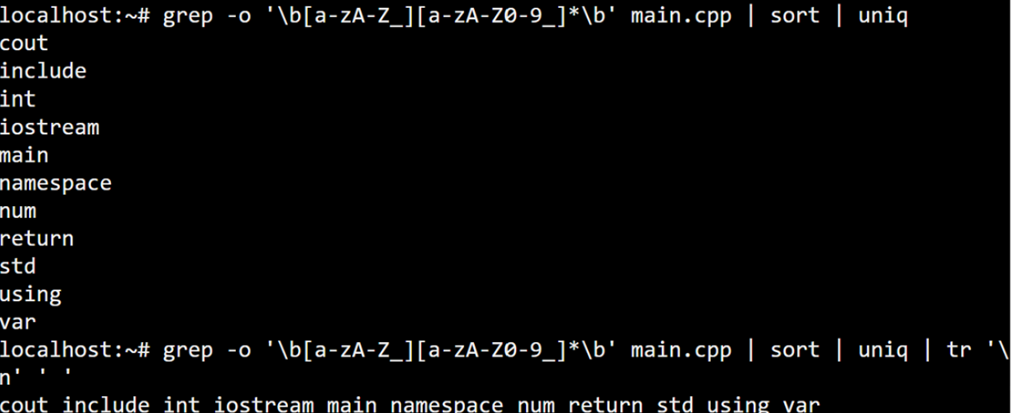 localhost:~# grep -o '\b[a-zA-Z_][a-zA-Z0-9_]*\b' main.cpp | sort | uniq
cout
include
int
iostream
main
namespace
num
return
std
using
var
localhost:~# grep -o '\b[a-zA-Z_][a-zA-Z0-9_]*\b' main.cpp | sort | uniq | tr '\
n' ' '
cout include int iostream main namespace num return std using var